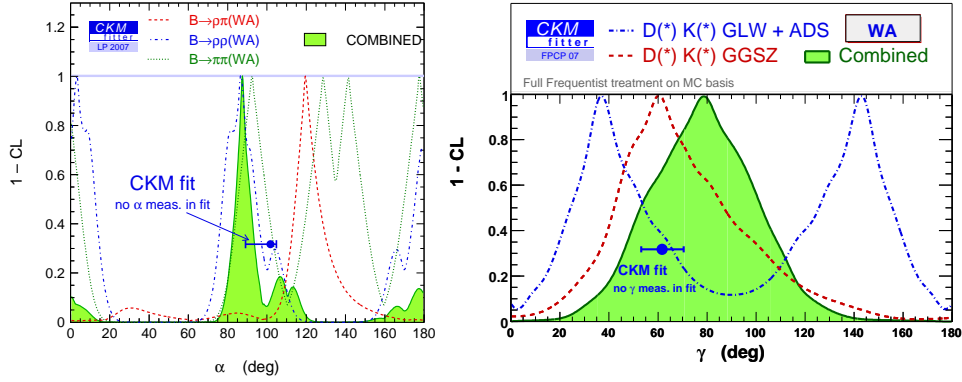 CKM
fitter
LP 2007
B→ρπ(WA)
B→ρρ(WA)
B→ππ(WA)
COMBINED
1.2
1
0.8
0.6
0.4
0.2
0
1 – CL
CKM fit
no α meas. in fit
0 20 40 60 80 100 120 140 160 180
α (deg)
CKM
fitter
FPCP 07
D(*) K(*) GLW + ADS
D(*) K(*) GGSZ
WA
Combined
Full Frequentist treatment on MC basis
1
0.8
0.6
0.4
0.2
0
1 - CL
CKM fit
no γ meas. in fit
0 20 40 60 80 100 120 140 160 180
γ (deg)